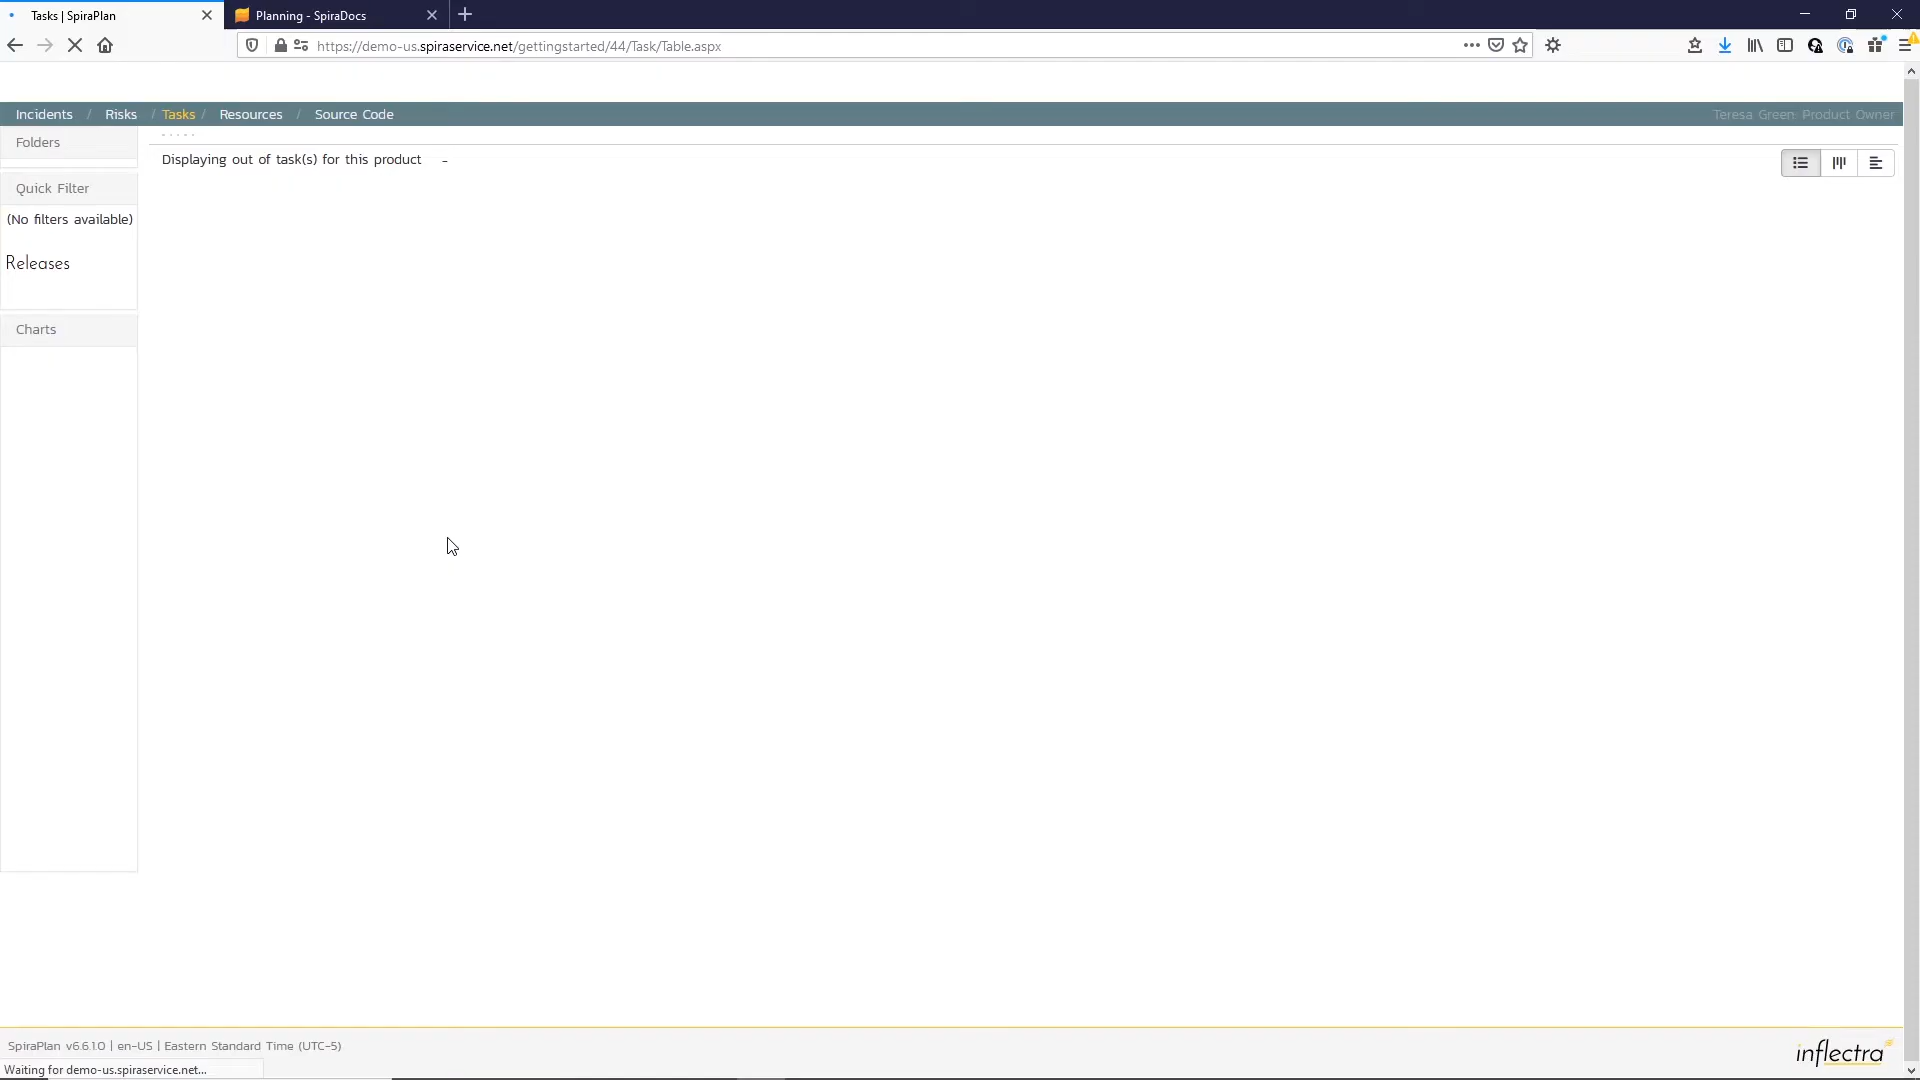 Tasks | SpiraPlan
Planning - SpiraDocs
https://demo-us.spiraservice.net/gettingstarted/44/Task/Table.aspx
Incidents / Risks / Tasks / Resources / Source Code
Teresa Green: Product Owner
Folders
Displaying out of task(s) for this product -
Quick Filter
(No filters available)
Releases
Charts
SpiraPlan v6.6.1.0 | en-US | Eastern Standard Time (UTC-5)
inflectra
Waiting for demo-us.spiraservice.net...